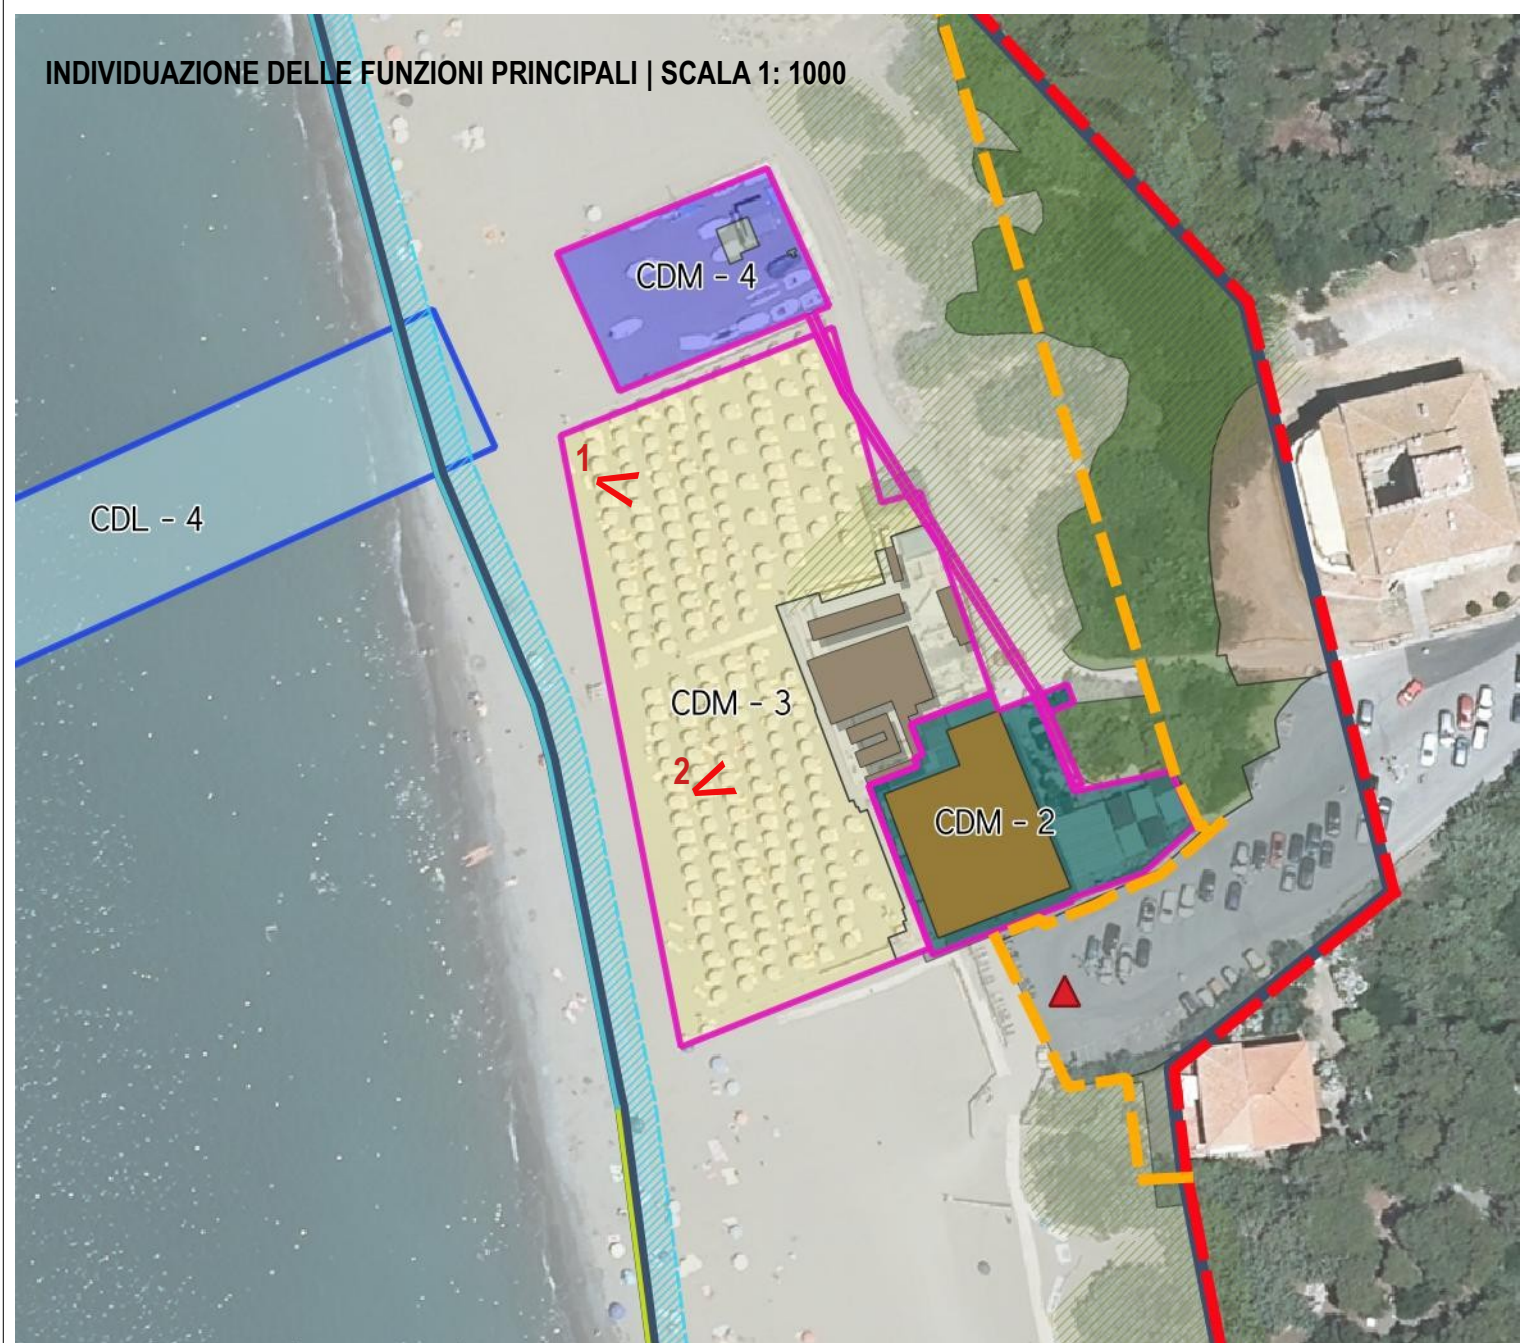 INDIVIDUAZIONE DELLE FUNZIONI PRINCIPALI | SCALA 1: 1000
CDM - 4
1
CDL - 4
CDM - 3
2
CDM - 2